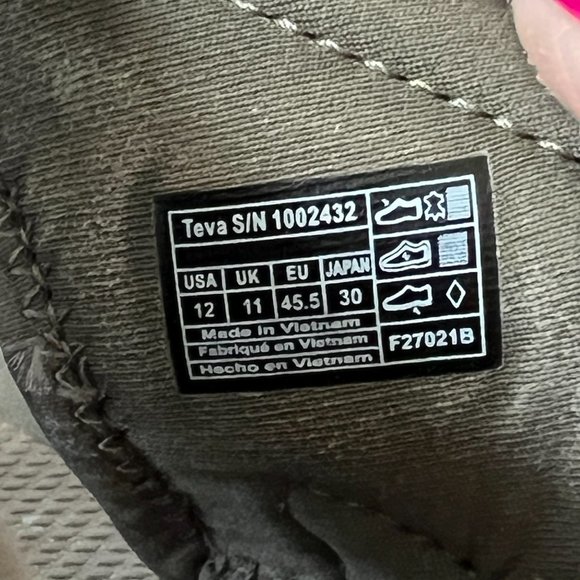 Teva S/N 1002432
USA UK EU JAPAN
12 11 45.5 30
Made in Vietnam
Fabriqué en Vietnam
Hecho en Vietnam
F27021B